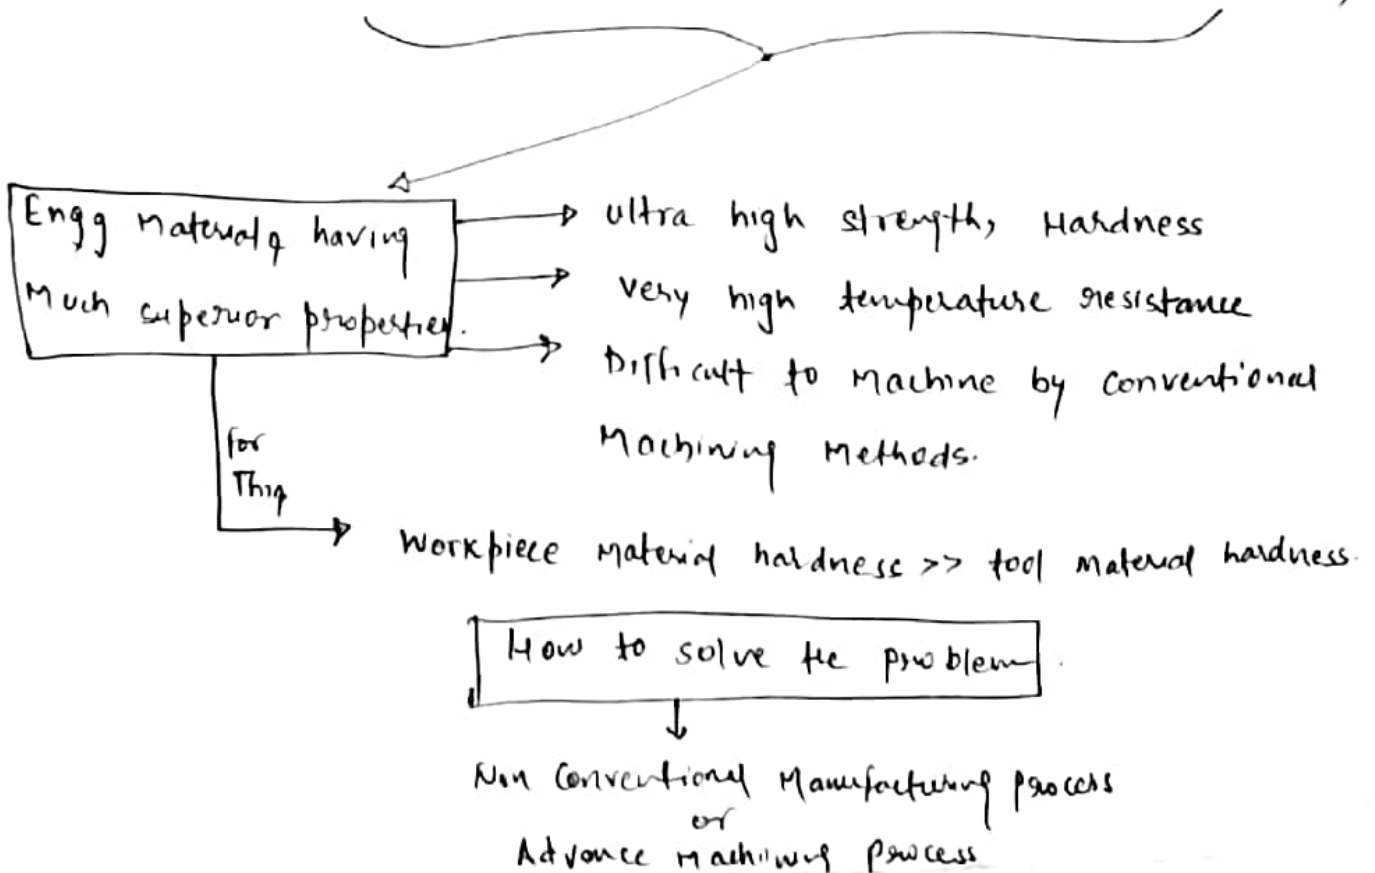 Engg Materials having
Much superior properties.
ultra high strength, Hardness
very high temperature resistance
Difficult to Machine by conventional
Machining Methods.
for
This
Workpiece Material hardness >> tool Material hardness.
How to solve the problem
Non Conventional Manufacturing process
or
Advance Machining process